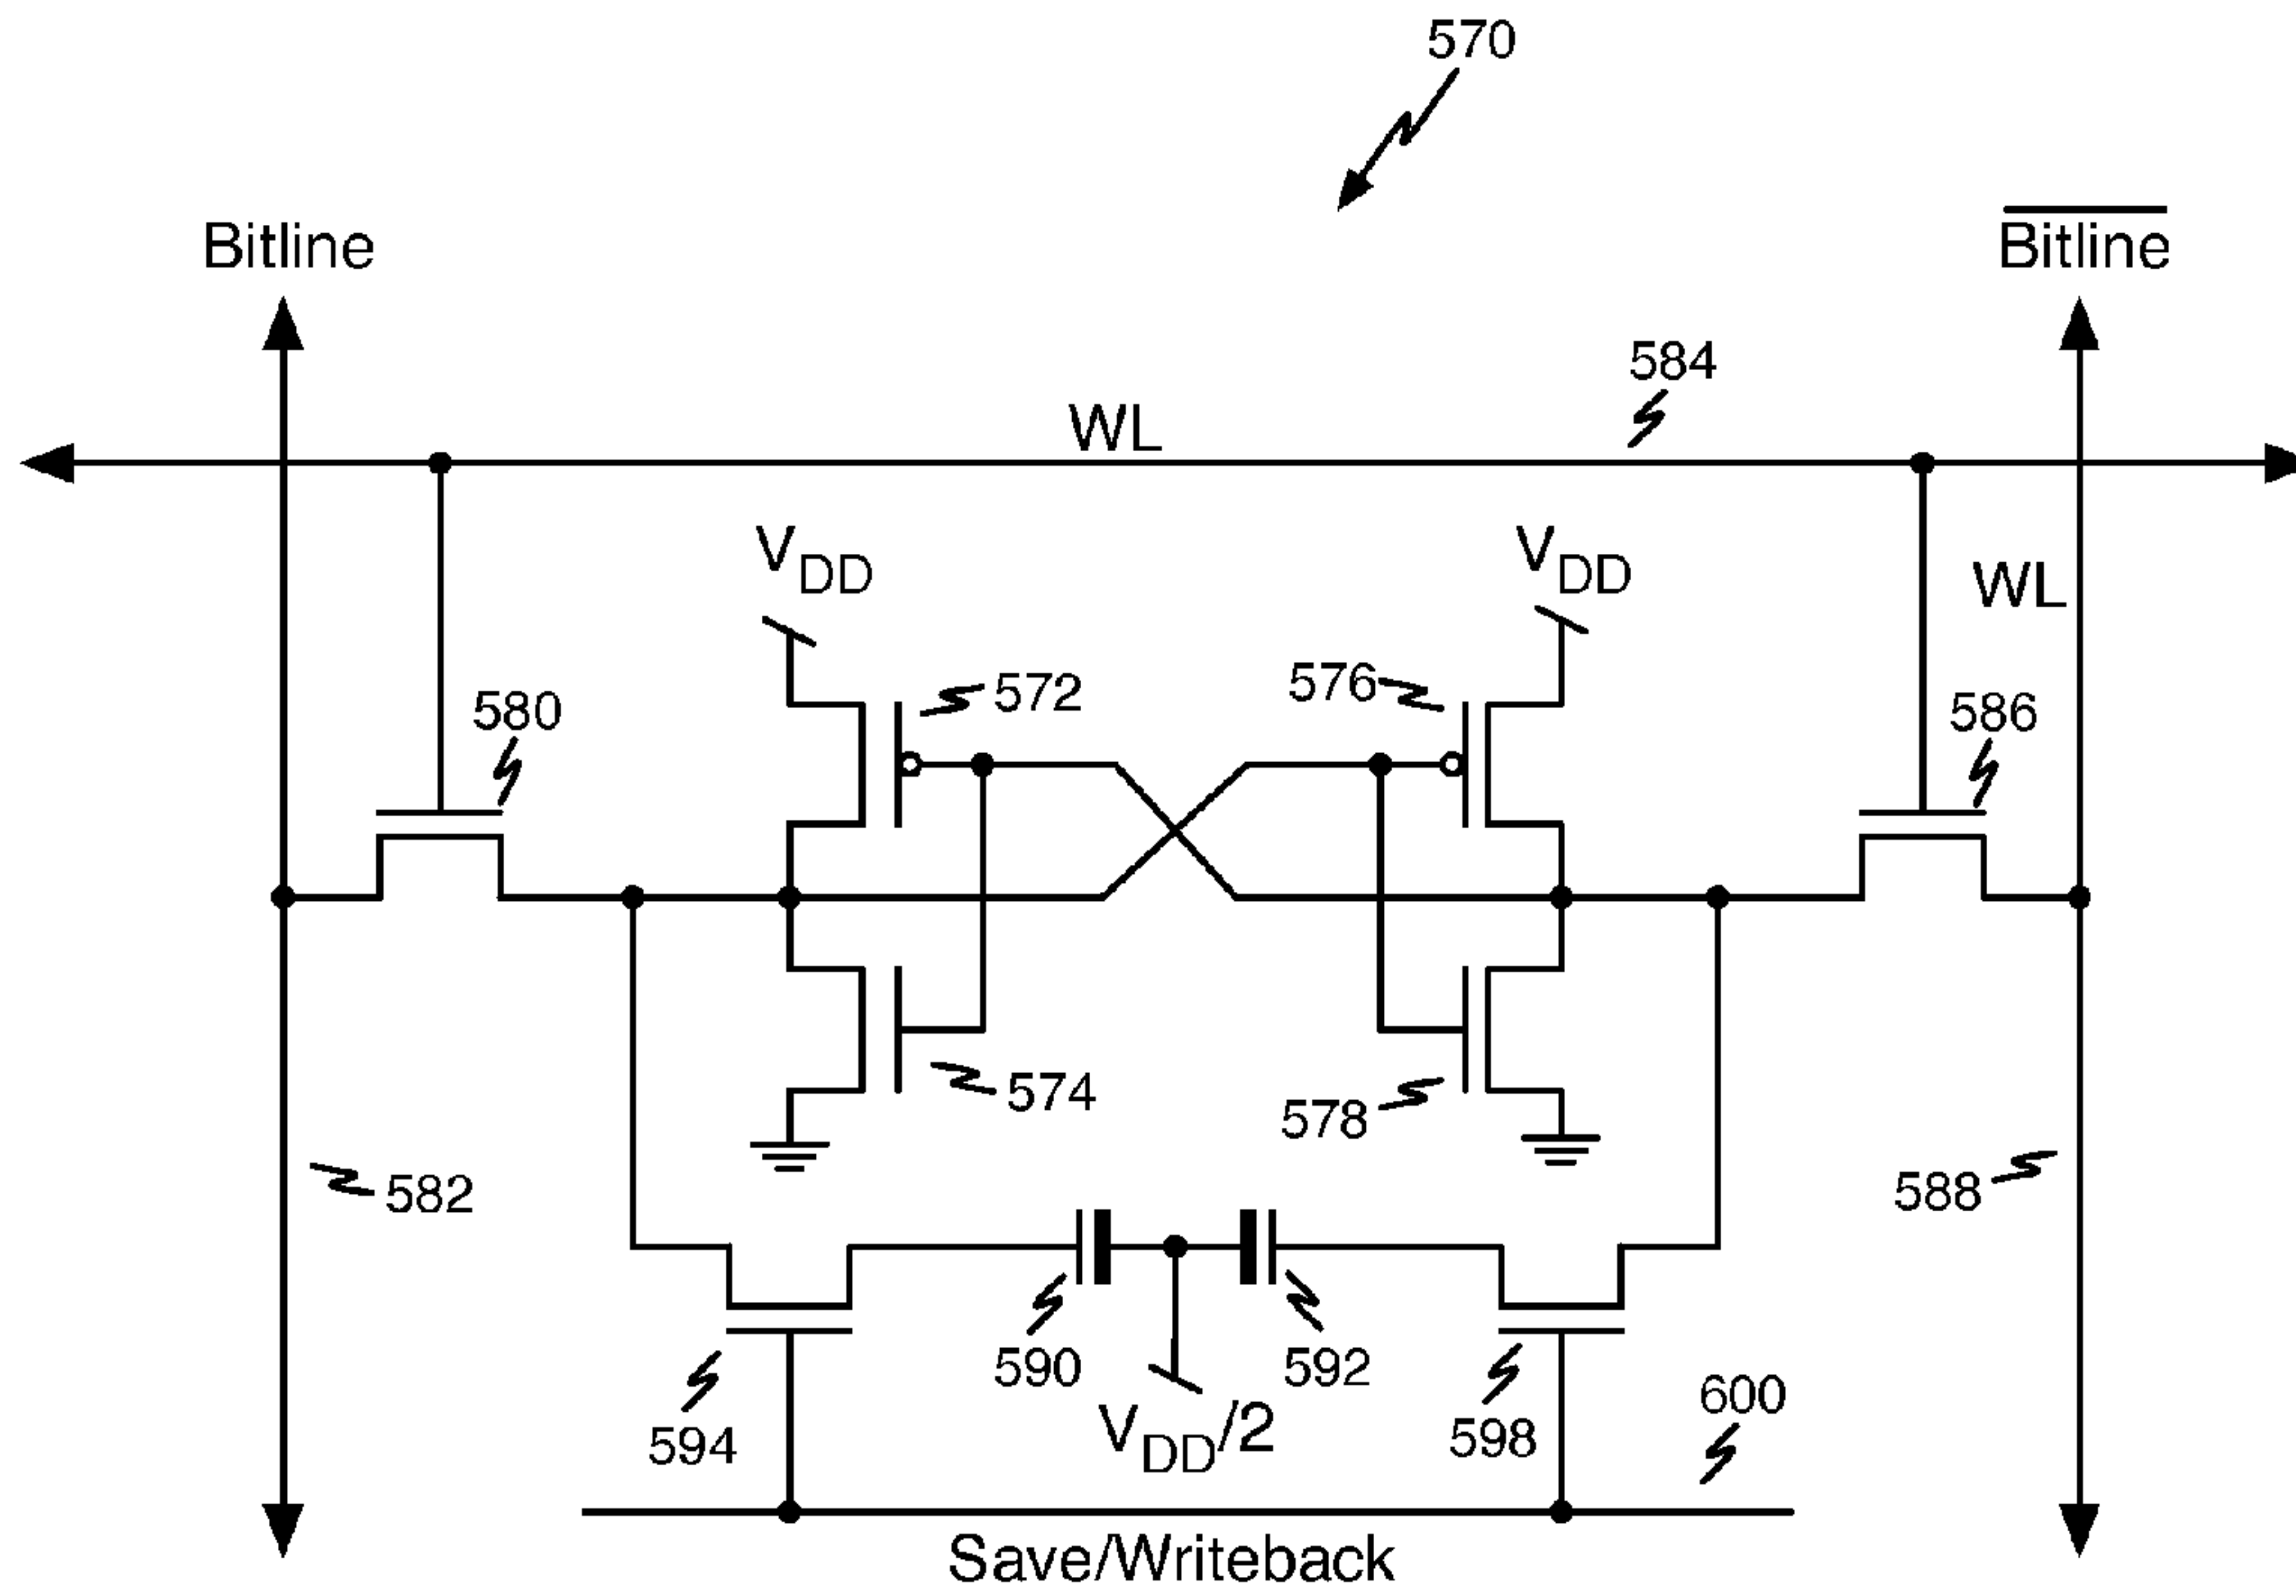 570
Bitline
Bitline
584
WL
VDD
VDD
WL
572
576
580
586
574
578
582
588
590
592
594
VDD/2
598
600
Save/Writeback